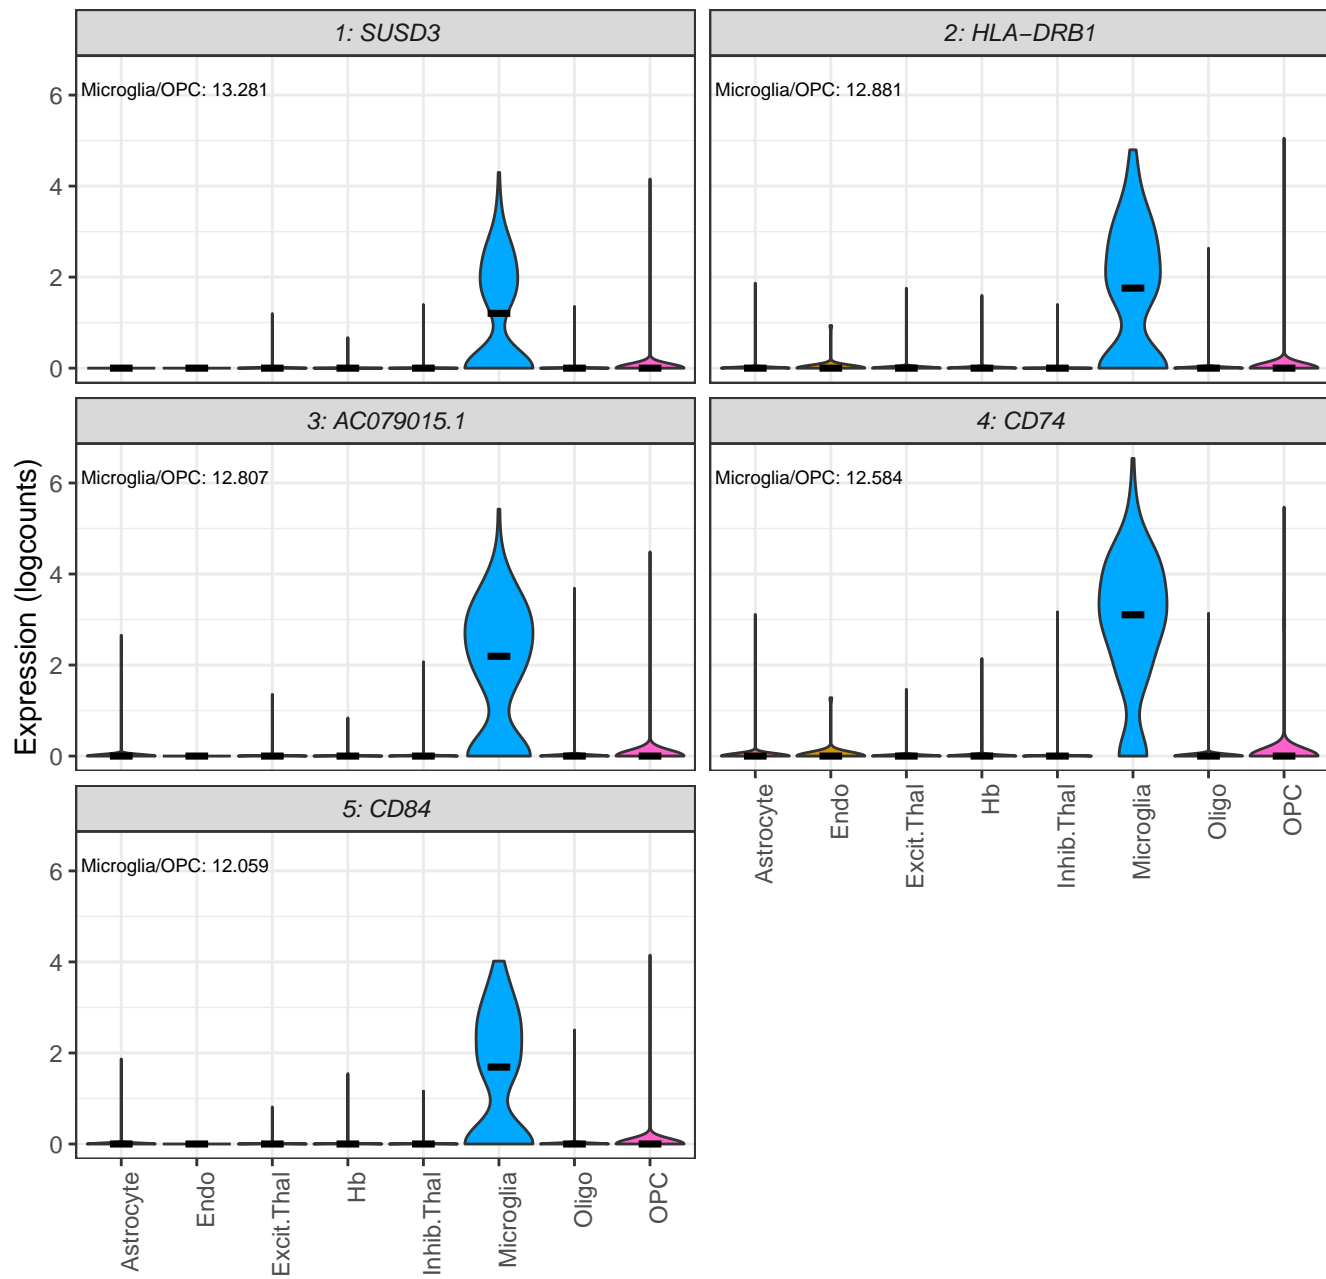 1: SUSD3
2: HLA−DRB1
6
Microglia/OPC: 13.281
Microglia/OPC: 12.881
4
2
0
3: AC079015.1
4: CD74
6
Microglia/OPC: 12.807
Microglia/OPC: 12.584
4
2
0
Expression (logcounts)
5: CD84
Astrocyte
Endo
Excit.Thal
Hb
Inhib.Thal
Microglia
Oligo
OPC
6
Microglia/OPC: 12.059
4
2
0
Astrocyte
Endo
Excit.Thal
Hb
Inhib.Thal
Microglia
Oligo
OPC